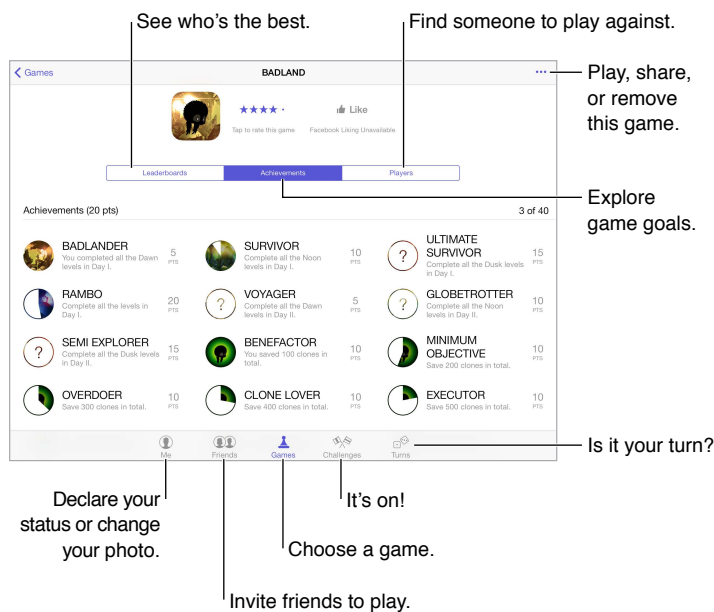 See who's the best.
Find someone to play against.
Games
BADLAND
•••
Play, share,
or remove
this game.
★★★★ ·
Like
Tap to rate this game
Facebook Liking Unavailable
Leaderboards
Achievements
Players
Explore
game goals.
Achievements (20 pts)
3 of 40
BADLANDER
You completed all the Dawn
levels in Day I.
5
PTS
SURVIVOR
Complete all the Noon
levels in Day I.
10
PTS
?
ULTIMATE
SURVIVOR
Complete all the Dusk levels
in Day I.
15
PTS
RAMBO
Complete all the levels in
Day I.
20
PTS
?
VOYAGER
Complete all the Dawn
levels in Day II.
5
PTS
?
GLOBETROTTER
Complete all the Noon
levels in Day II.
10
PTS
?
SEMI EXPLORER
Complete all the Dusk levels
in Day II.
15
PTS
BENEFACTOR
You saved 100 clones in
total.
10
PTS
MINIMUM
OBJECTIVE
Save 200 clones in total.
10
PTS
OVERDOER
Save 300 clones in total.
10
PTS
CLONE LOVER
Save 400 clones in total.
10
PTS
EXECUTOR
Save 500 clones in total.
10
PTS
Me
Friends
Games
Challenges
Turns
Is it your turn?
Declare your
status or change
your photo.
It's on!
Choose a game.
Invite friends to play.